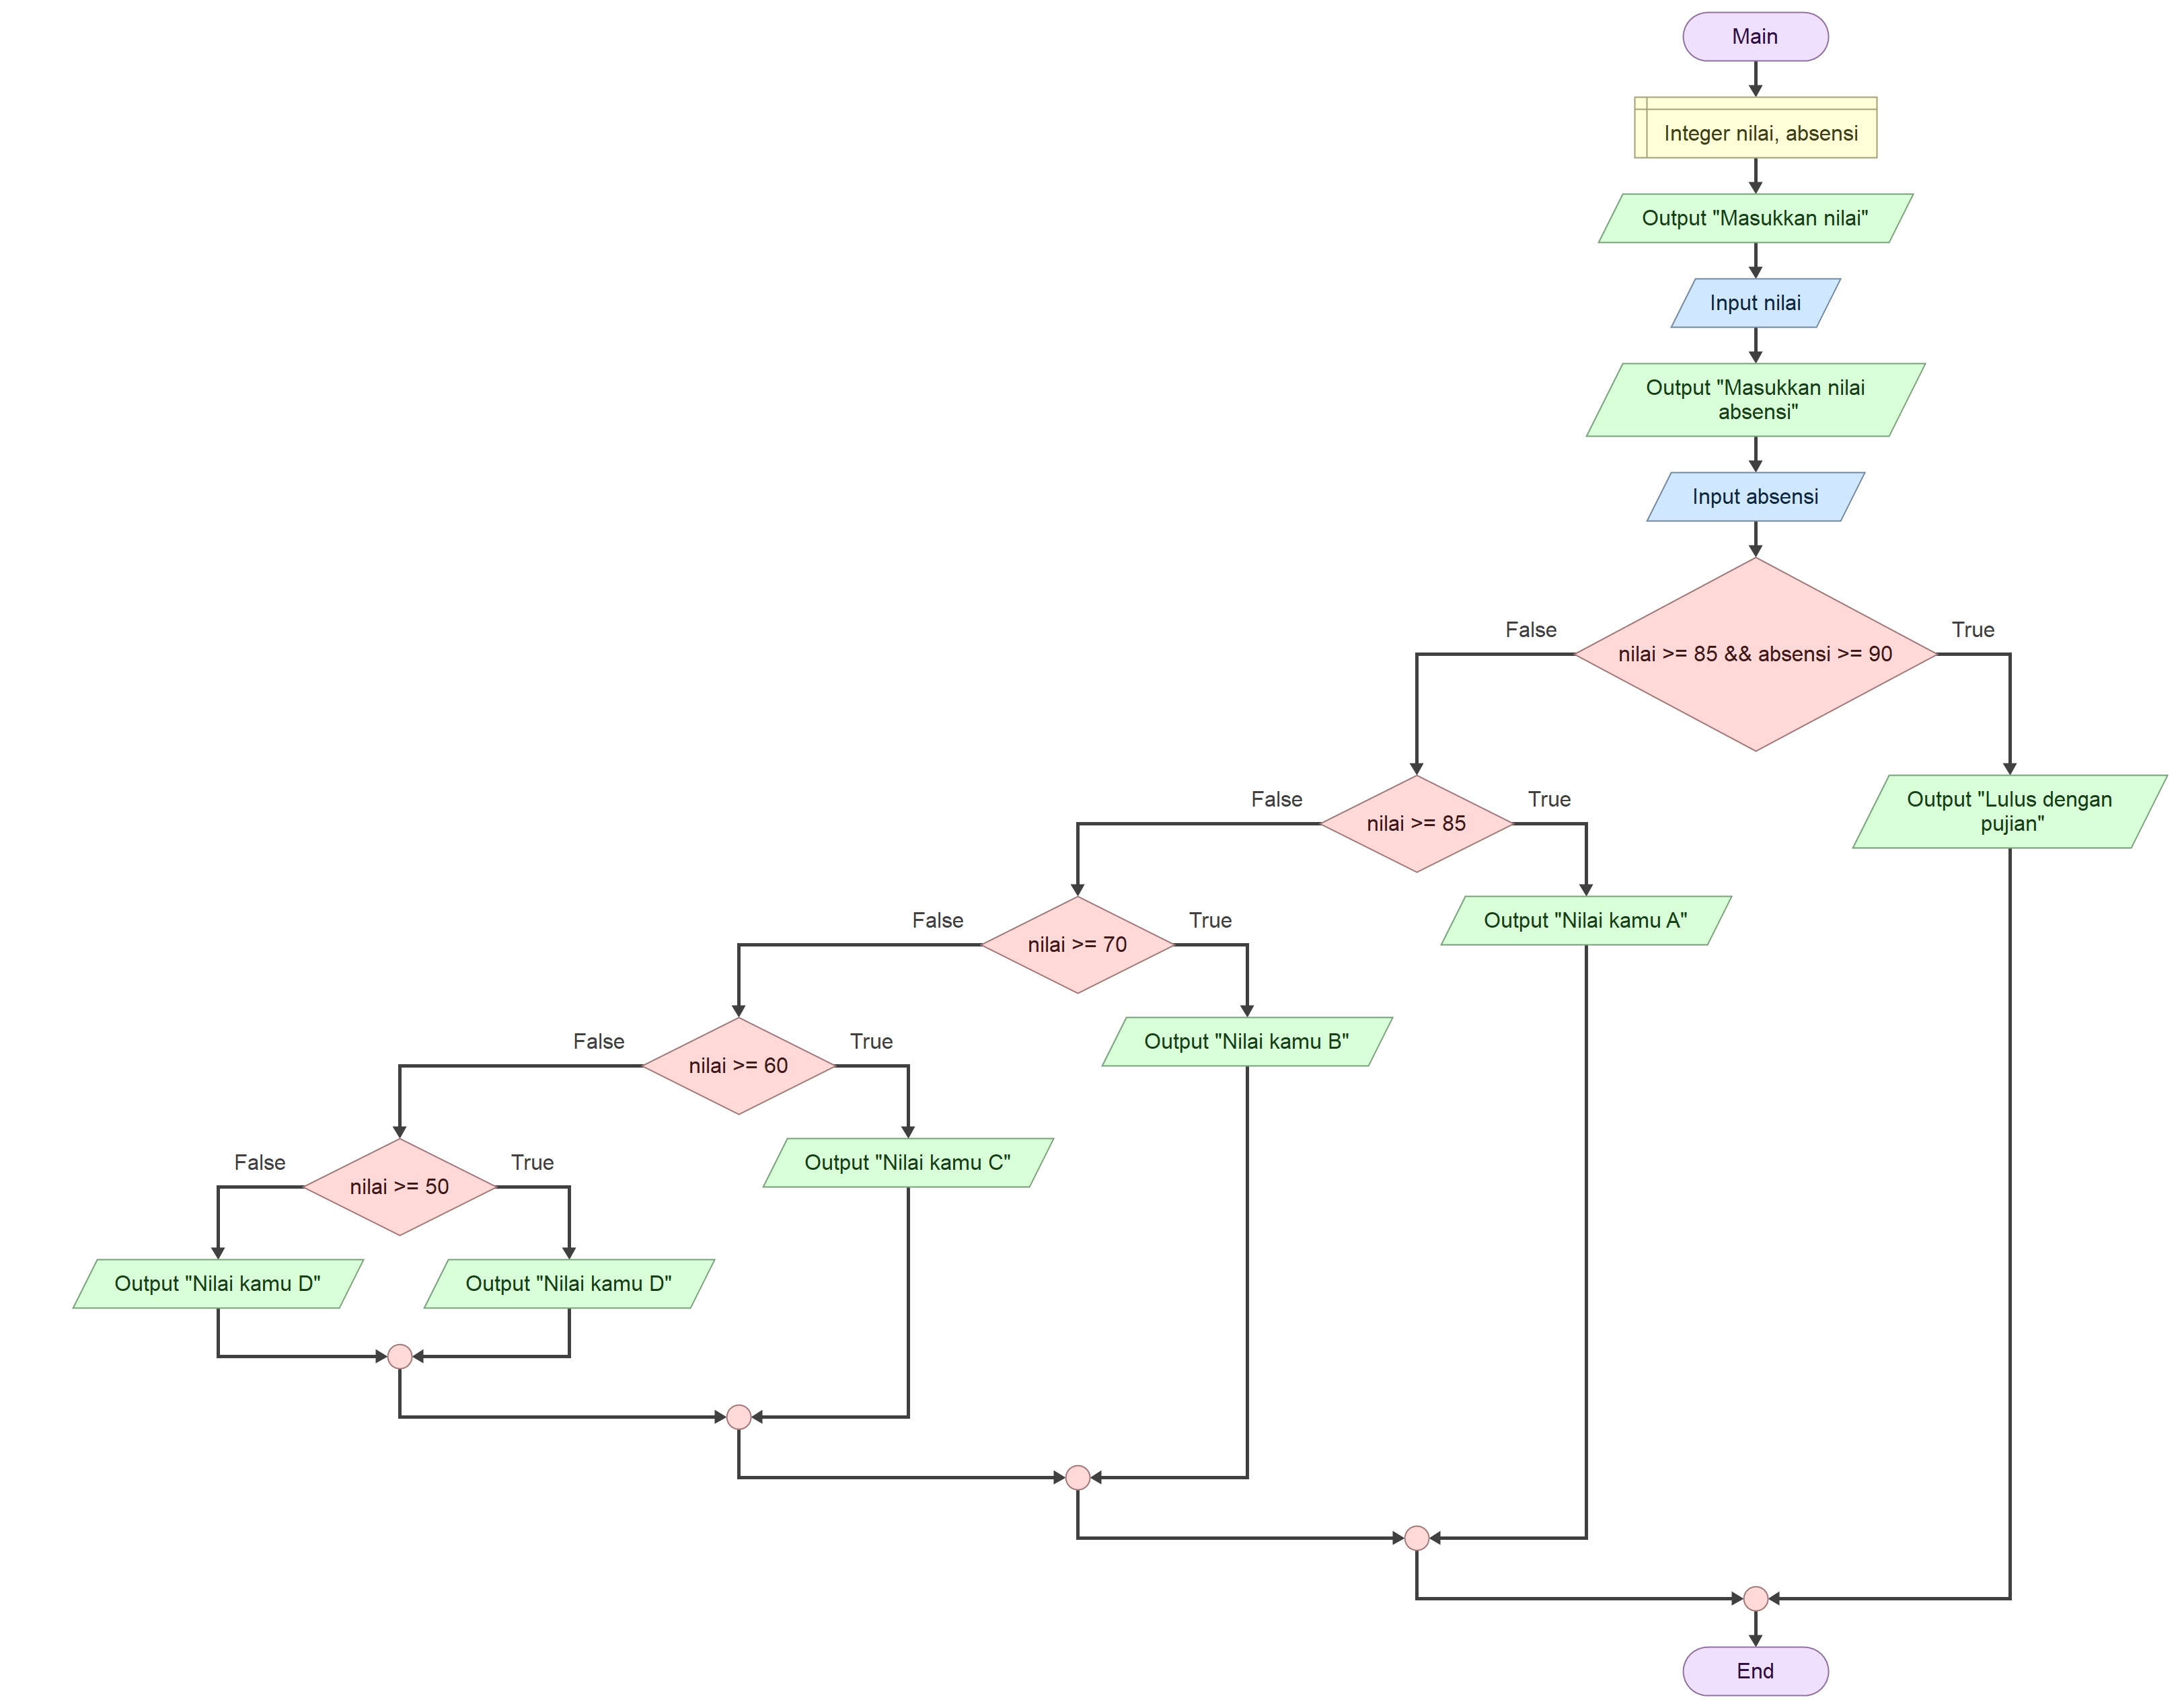 Main
Integer nilai, absensi
Output "Masukkan nilai"
Input nilai
Output "Masukkan nilai
absensi"
Input absensi
False
True
nilai >= 85 && absensi >= 90
False
True
nilai >= 85
Output "Lulus dengan
pujian"
False
True
nilai >= 70
Output "Nilai kamu A"
False
True
nilai >= 60
Output "Nilai kamu B"
False
True
nilai >= 50
Output "Nilai kamu C"
Output "Nilai kamu D"
Output "Nilai kamu D"
End